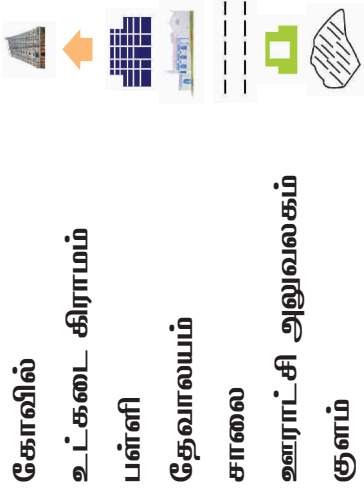 கோவில்
உட்கடை கிராமம்
பள்ளி
தேவாலயம்
சாலை
ஊராட்சி அலுவலகம்
குளம்